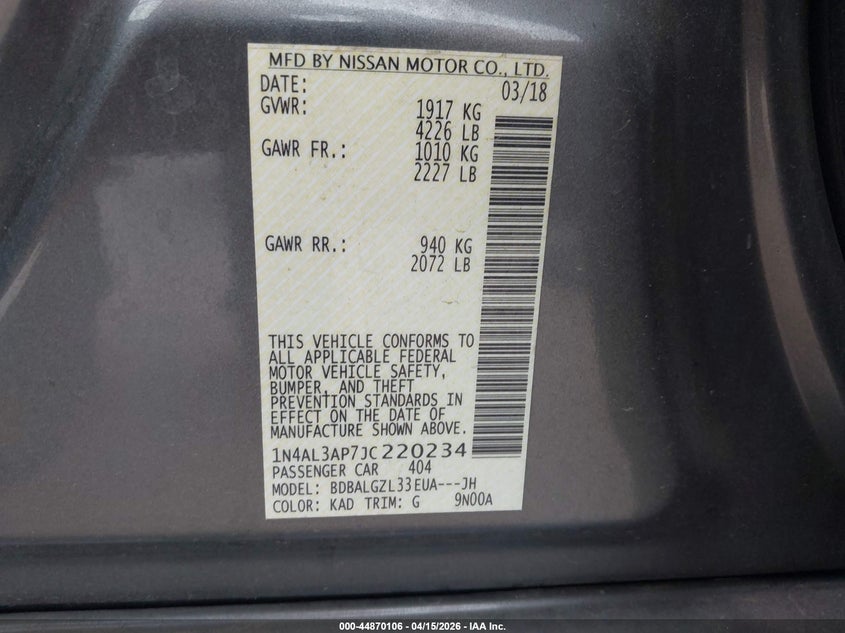 MFD BY NISSAN MOTOR CO., LTD.
DATE: 03/18
GVWR: 1917 KG
4226 LB
GAWR FR.: 1010 KG
2227 LB
GAWR RR.: 940 KG
2072 LB
THIS VEHICLE CONFORMS TO
ALL APPLICABLE FEDERAL
MOTOR VEHICLE SAFETY,
BUMPER, AND THEFT
PREVENTION STANDARDS IN
EFFECT ON THE DATE OF
MANUFACTURE SHOWN ABOVE.
1N4AL3AP7JC220234
PASSENGER CAR 404
MODEL: BDBALGZL33EUA---JH
COLOR: KAD TRIM: G 9N00A
000-44870106 - 04/15/2026 - IAA Inc.